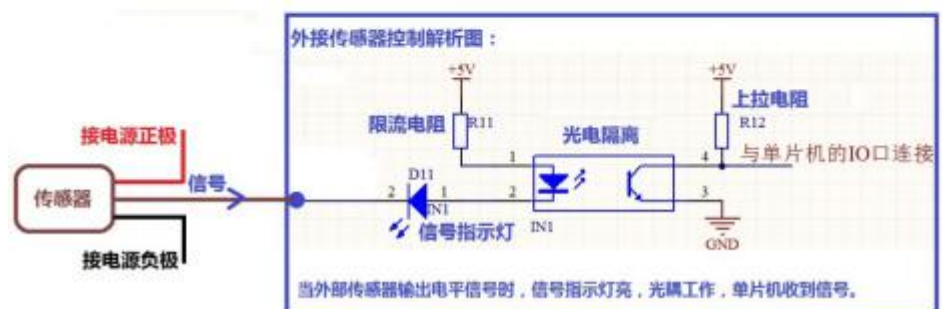 外接传感器控制解析图：
+5V
+5V
上拉电阻
限流电阻
R11
R12
光电隔离
接电源正极
1
4
与单片机的IO口连接
D11
信号
2
1
2
3
传感器
IN1
信号指示灯
IN1
GND
接电源负极
当外部传感器输出电平信号时，信号指示灯亮，光耦工作，单片机收到信号。